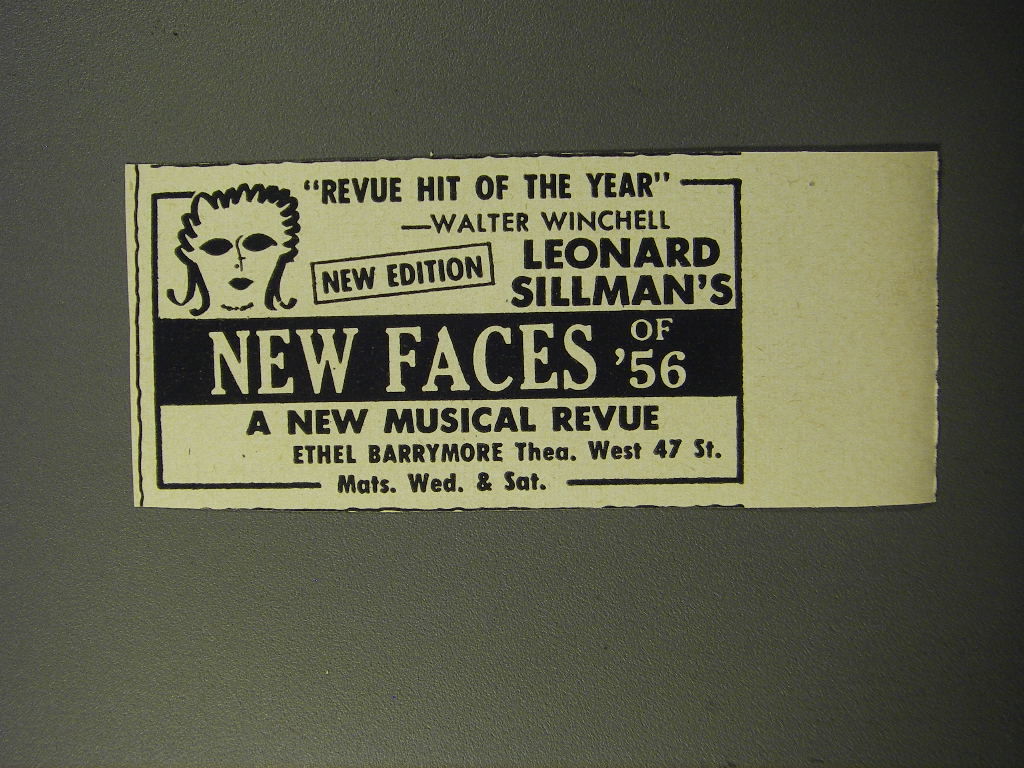 "REVUE HIT OF THE YEAR"
—WALTER WINCHELL
NEW EDITION
LEONARD
SILLMAN'S
NEW FACES OF '56
A NEW MUSICAL REVUE
ETHEL BARRYMORE Thea. West 47 St.
Mats. Wed. & Sat.